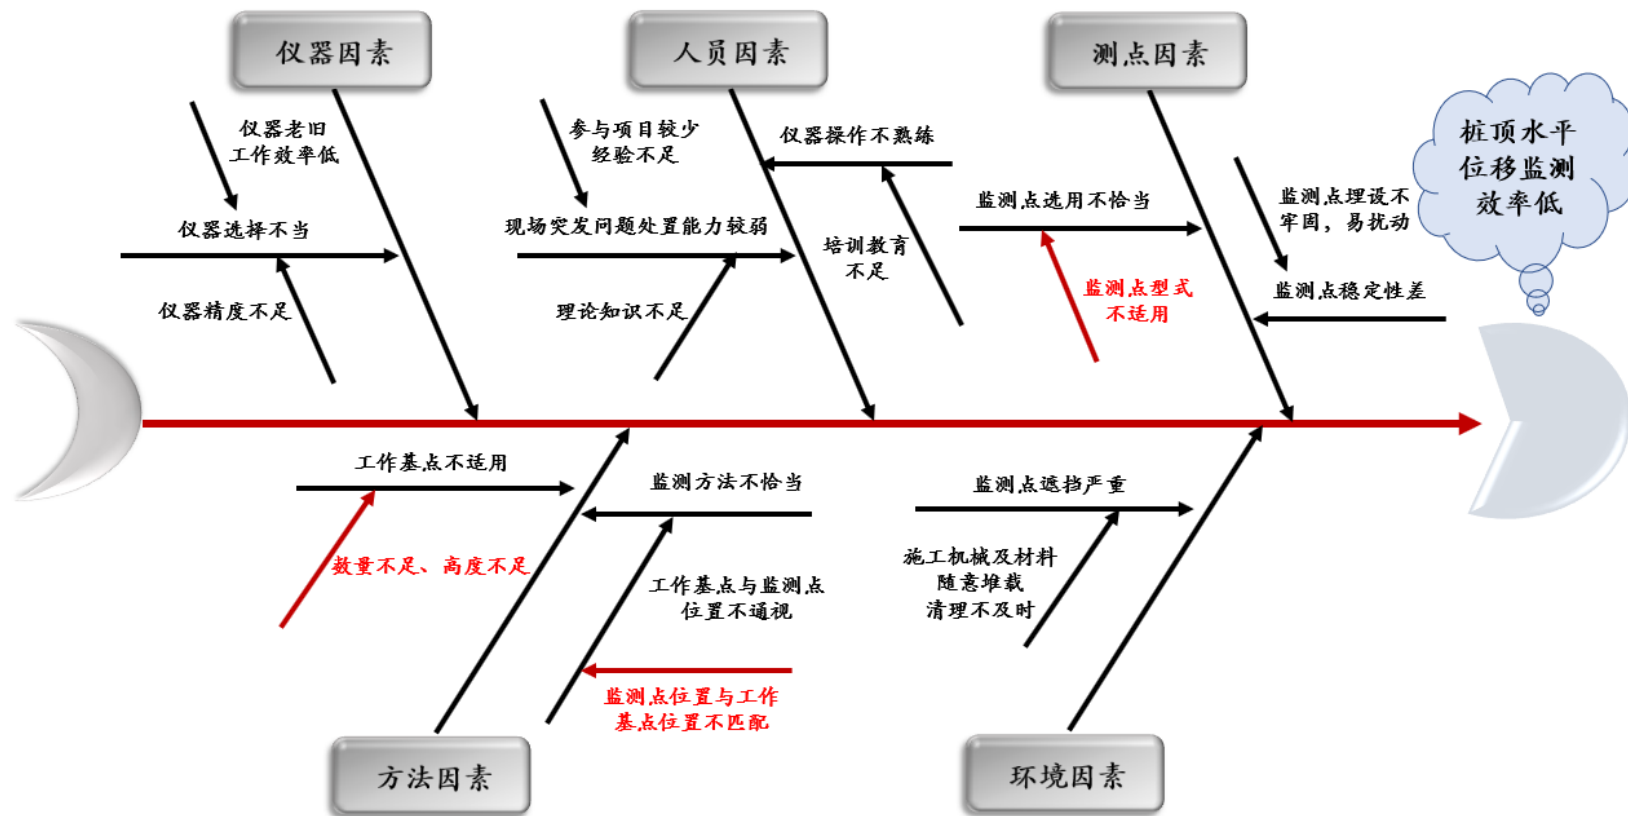 仪器因素
人员因素
测点因素
仪器老旧
工作效率低
仪器选择不当
仪器精度不足
参与项目较少
经验不足
现场突发问题处置能力较弱
理论知识不足
仪器操作不熟练
培训教育
不足
监测点选用不恰当
监测点型式
不适用
监测点埋设不
牢固，易扰动
监测点稳定性差
桩顶水平
位移监测
效率低
工作基点不适用
数量不足、高度不足
监测方法不恰当
工作基点与监测点
位置不通视
监测点位置与工作
基点位置不匹配
监测点遮挡严重
施工机械及材料
随意堆载
清理不及时
方法因素
环境因素